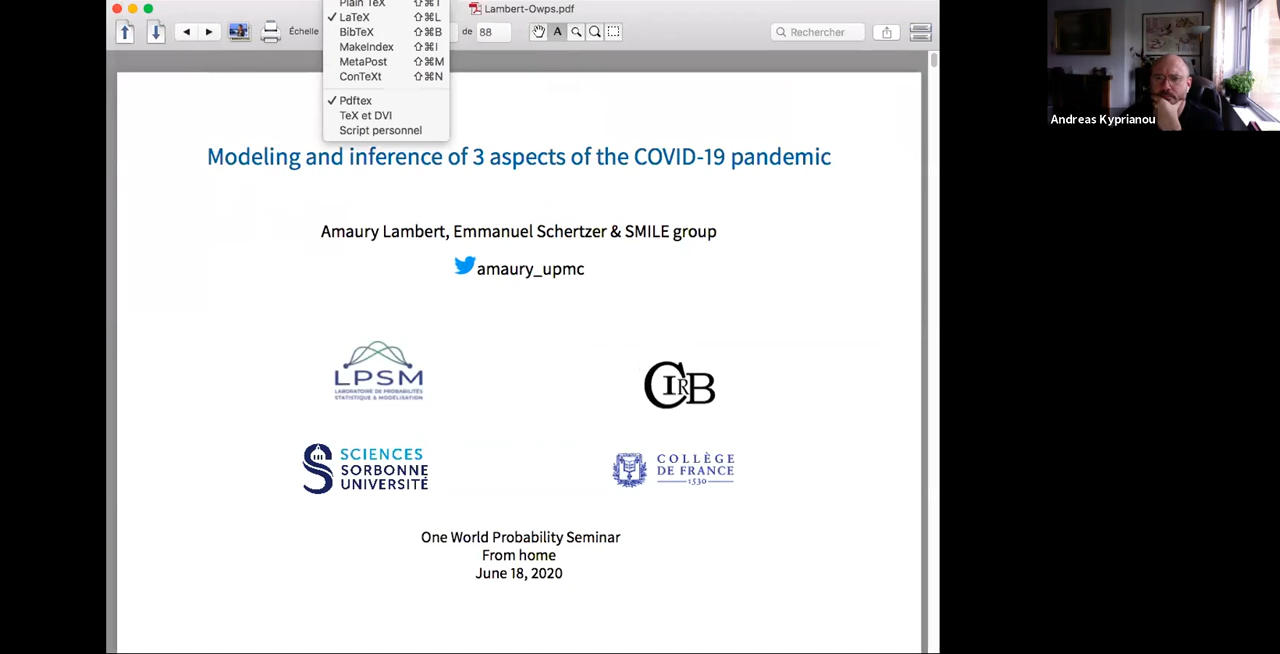 Plain TeX ⇧⌘T
LaTeX ⇧⌘L
BibTeX ⇧⌘B
MakeIndex ⇧⌘I
MetaPost ⇧⌘M
ConTeXt ⇧⌘N
Pdftex
TeX et DVI
Script personnel
Lambert-Owps.pdf
Échelle
de 88
A
Rechercher
Andreas Kyprianou
Modeling and inference of 3 aspects of the COVID-19 pandemic
Amaury Lambert, Emmanuel Schertzer & SMILE group
amaury_upmc
LPSM
LABORATOIRE DE PROBABILITÉS
STATISTIQUE & MODÉLISATION
CIRB
SCIENCES
SORBONNE
UNIVERSITÉ
COLLÈGE
DE FRANCE
1530
One World Probability Seminar
From home
June 18, 2020